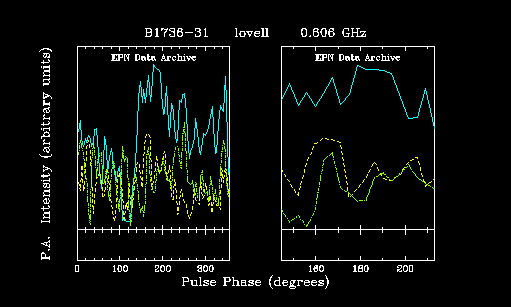 B1736-31 lovell 0.606 GHz
EPN Data Archive EPN Data Archive
P.A. Intensity (arbitrary units)
0 100 200 300 160 180 200
Pulse Phase (degrees)